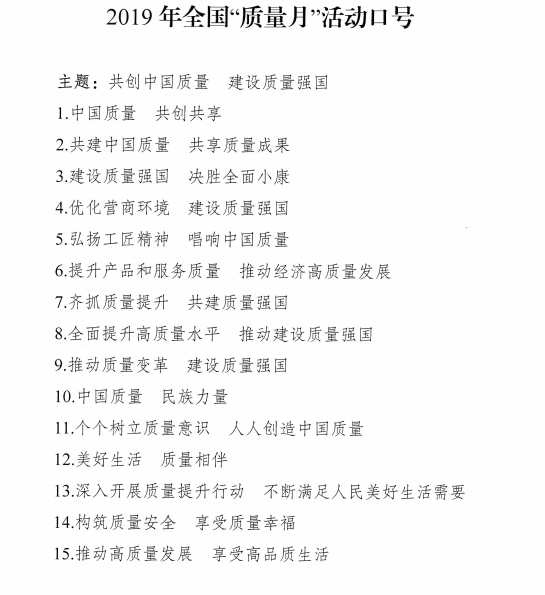 2019 年全国“质量月”活动口号
主题：共创中国质量　建设质量强国
1.中国质量　共创共享
2.共建中国质量　共享质量成果
3.建设质量强国　决胜全面小康
4.优化营商环境　建设质量强国
5.弘扬工匠精神　唱响中国质量
6.提升产品和服务质量　推动经济高质量发展
7.齐抓质量提升　共建质量强国
8.全面提升高质量水平　推动建设质量强国
9.推动质量变革　建设质量强国
10.中国质量　民族力量
11.个个树立质量意识　人人创造中国质量
12.美好生活　质量相伴
13.深入开展质量提升行动　不断满足人民美好生活需要
14.构筑质量安全　享受质量幸福
15.推动高质量发展　享受高品质生活